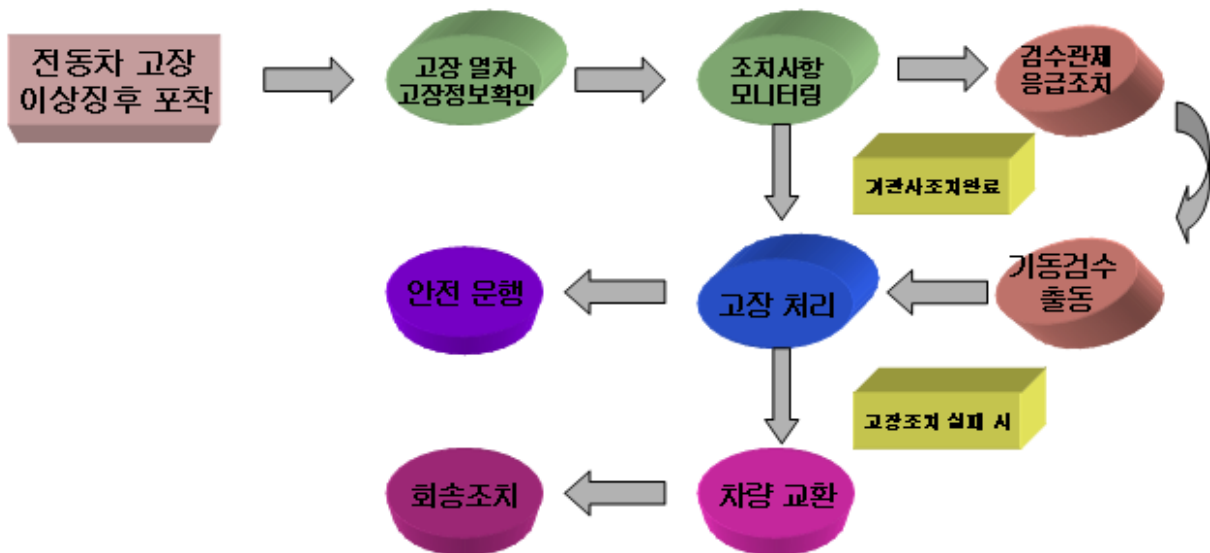 전동차 고장
이상징후 포착
고장 열차
고장정보확인
조치사항
모니터링
검수관제
응급조치
기관사조치완료
안전 운행
고장 처리
기동검수
출동
고장조치 실패 시
회송조치
차량 교환